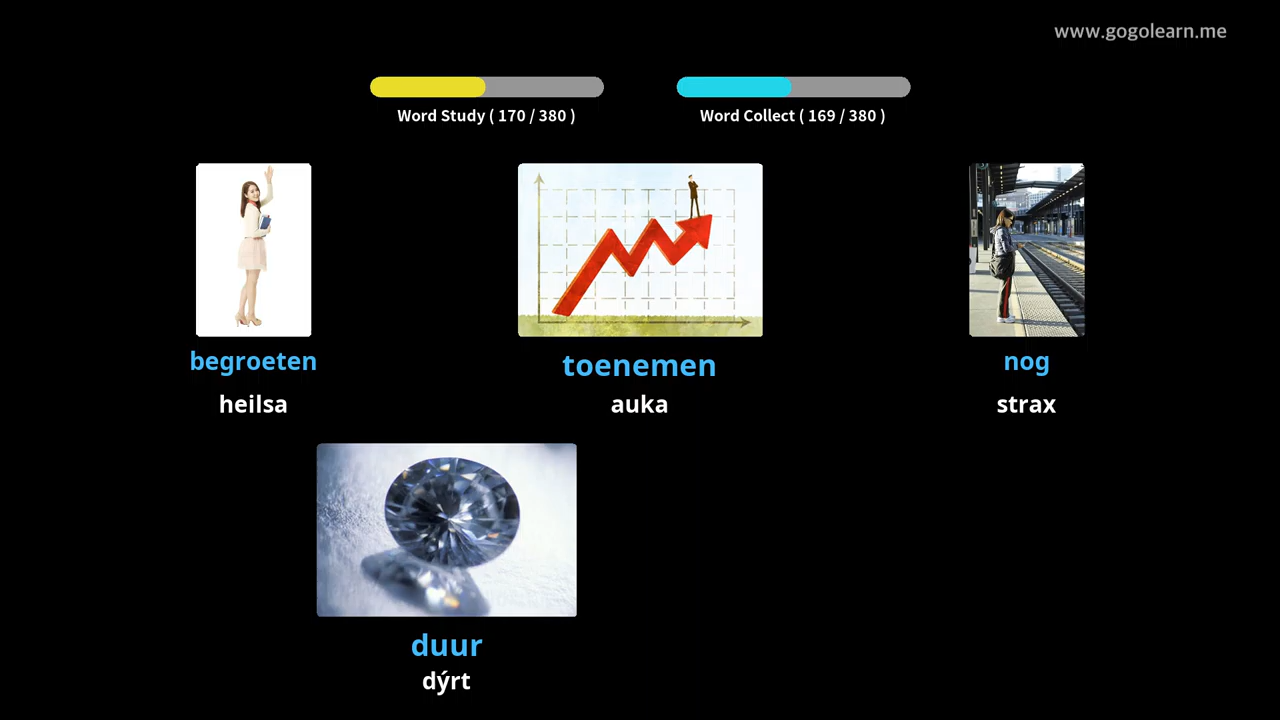 www.gogolearn.me
Word Study ( 170 / 380 )
Word Collect ( 169 / 380 )
begroeten
heilsa
toenemen
auka
nog
strax
duur
dýrt